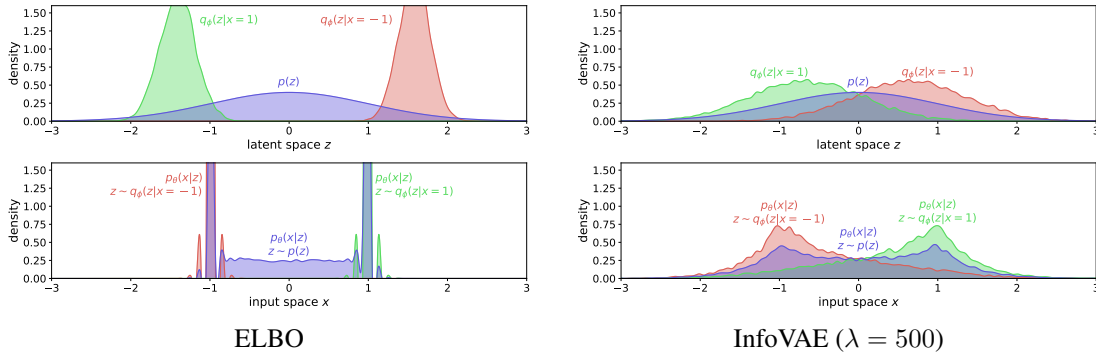 density
1.50
1.25
1.00
0.75
0.50
0.25
0.00
qϕ(z|x = 1)
qϕ(z|x = −1)
p(z)
−3 −2 −1 0 1 2 3
latent space z
density
1.50
1.25
1.00
0.75
0.50
0.25
0.00
pθ(x|z)
z ∼ qϕ(z|x = −1)
pθ(x|z)
z ∼ qϕ(z|x = 1)
pθ(x|z)
z ∼ p(z)
−3 −2 −1 0 1 2 3
input space x
ELBO
density
1.50
1.25
1.00
0.75
0.50
0.25
0.00
qϕ(z|x = 1)
p(z)
qϕ(z|x = −1)
−3 −2 −1 0 1 2 3
latent space z
density
1.50
1.25
1.00
0.75
0.50
0.25
0.00
pθ(x|z)
z ∼ qϕ(z|x = −1)
pθ(x|z)
z ∼ qϕ(z|x = 1)
pθ(x|z)
z ∼ p(z)
−3 −2 −1 0 1 2 3
input space x
InfoVAE (λ = 500)